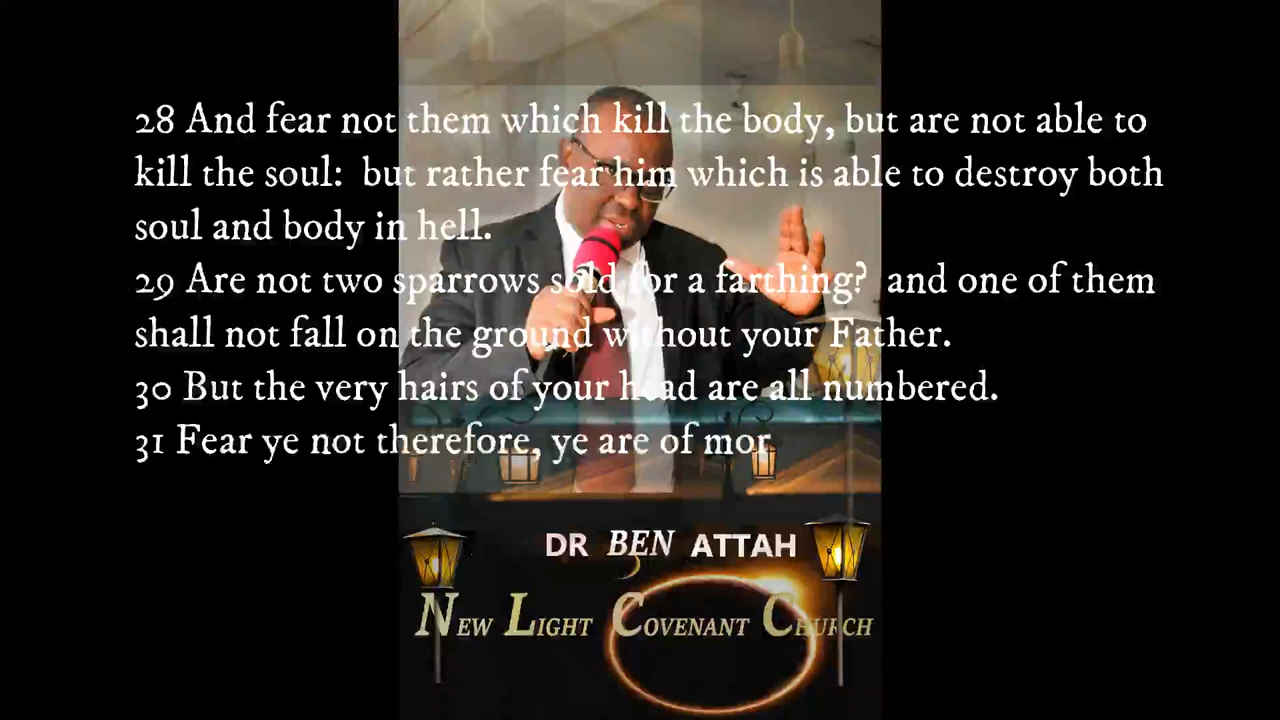 28 And fear not them which kill the body, but are not able to
kill the soul:  but rather fear him which is able to destroy both
soul and body in hell.
29 Are not two sparrows sold for a farthing?  and one of them
shall not fall on the ground without your Father.
30 But the very hairs of your head are all numbered.
31 Fear ye not therefore, ye are of mor
DR BEN ATTAH
NEW LIGHT COVENANT CHURCH